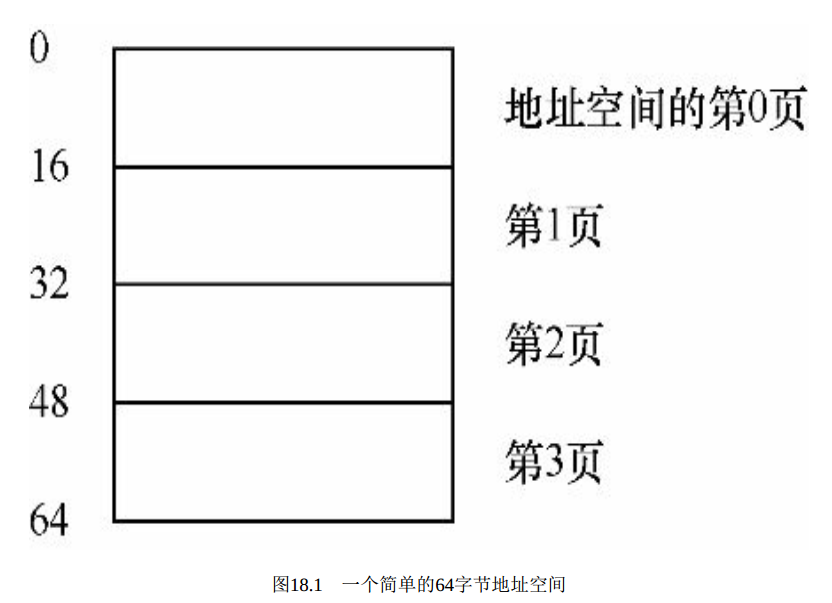 0
地址空间的第0页
16
第1页
32
第2页
48
第3页
64
图18.1 一个简单的64字节地址空间